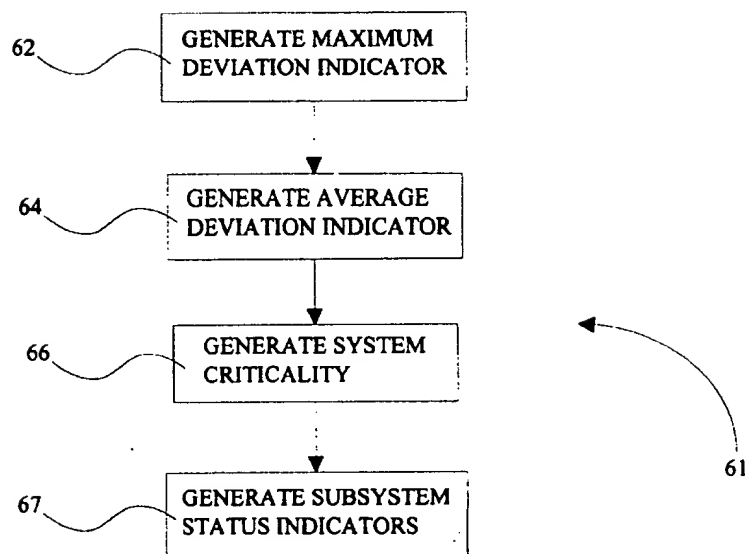 62
GENERATE MAXIMUM
DEVIATION INDICATOR
64
GENERATE AVERAGE
DEVIATION INDICATOR
66
GENERATE SYSTEM
CRITICALITY
61
67
GENERATE SUBSYSTEM
STATUS INDICATORS